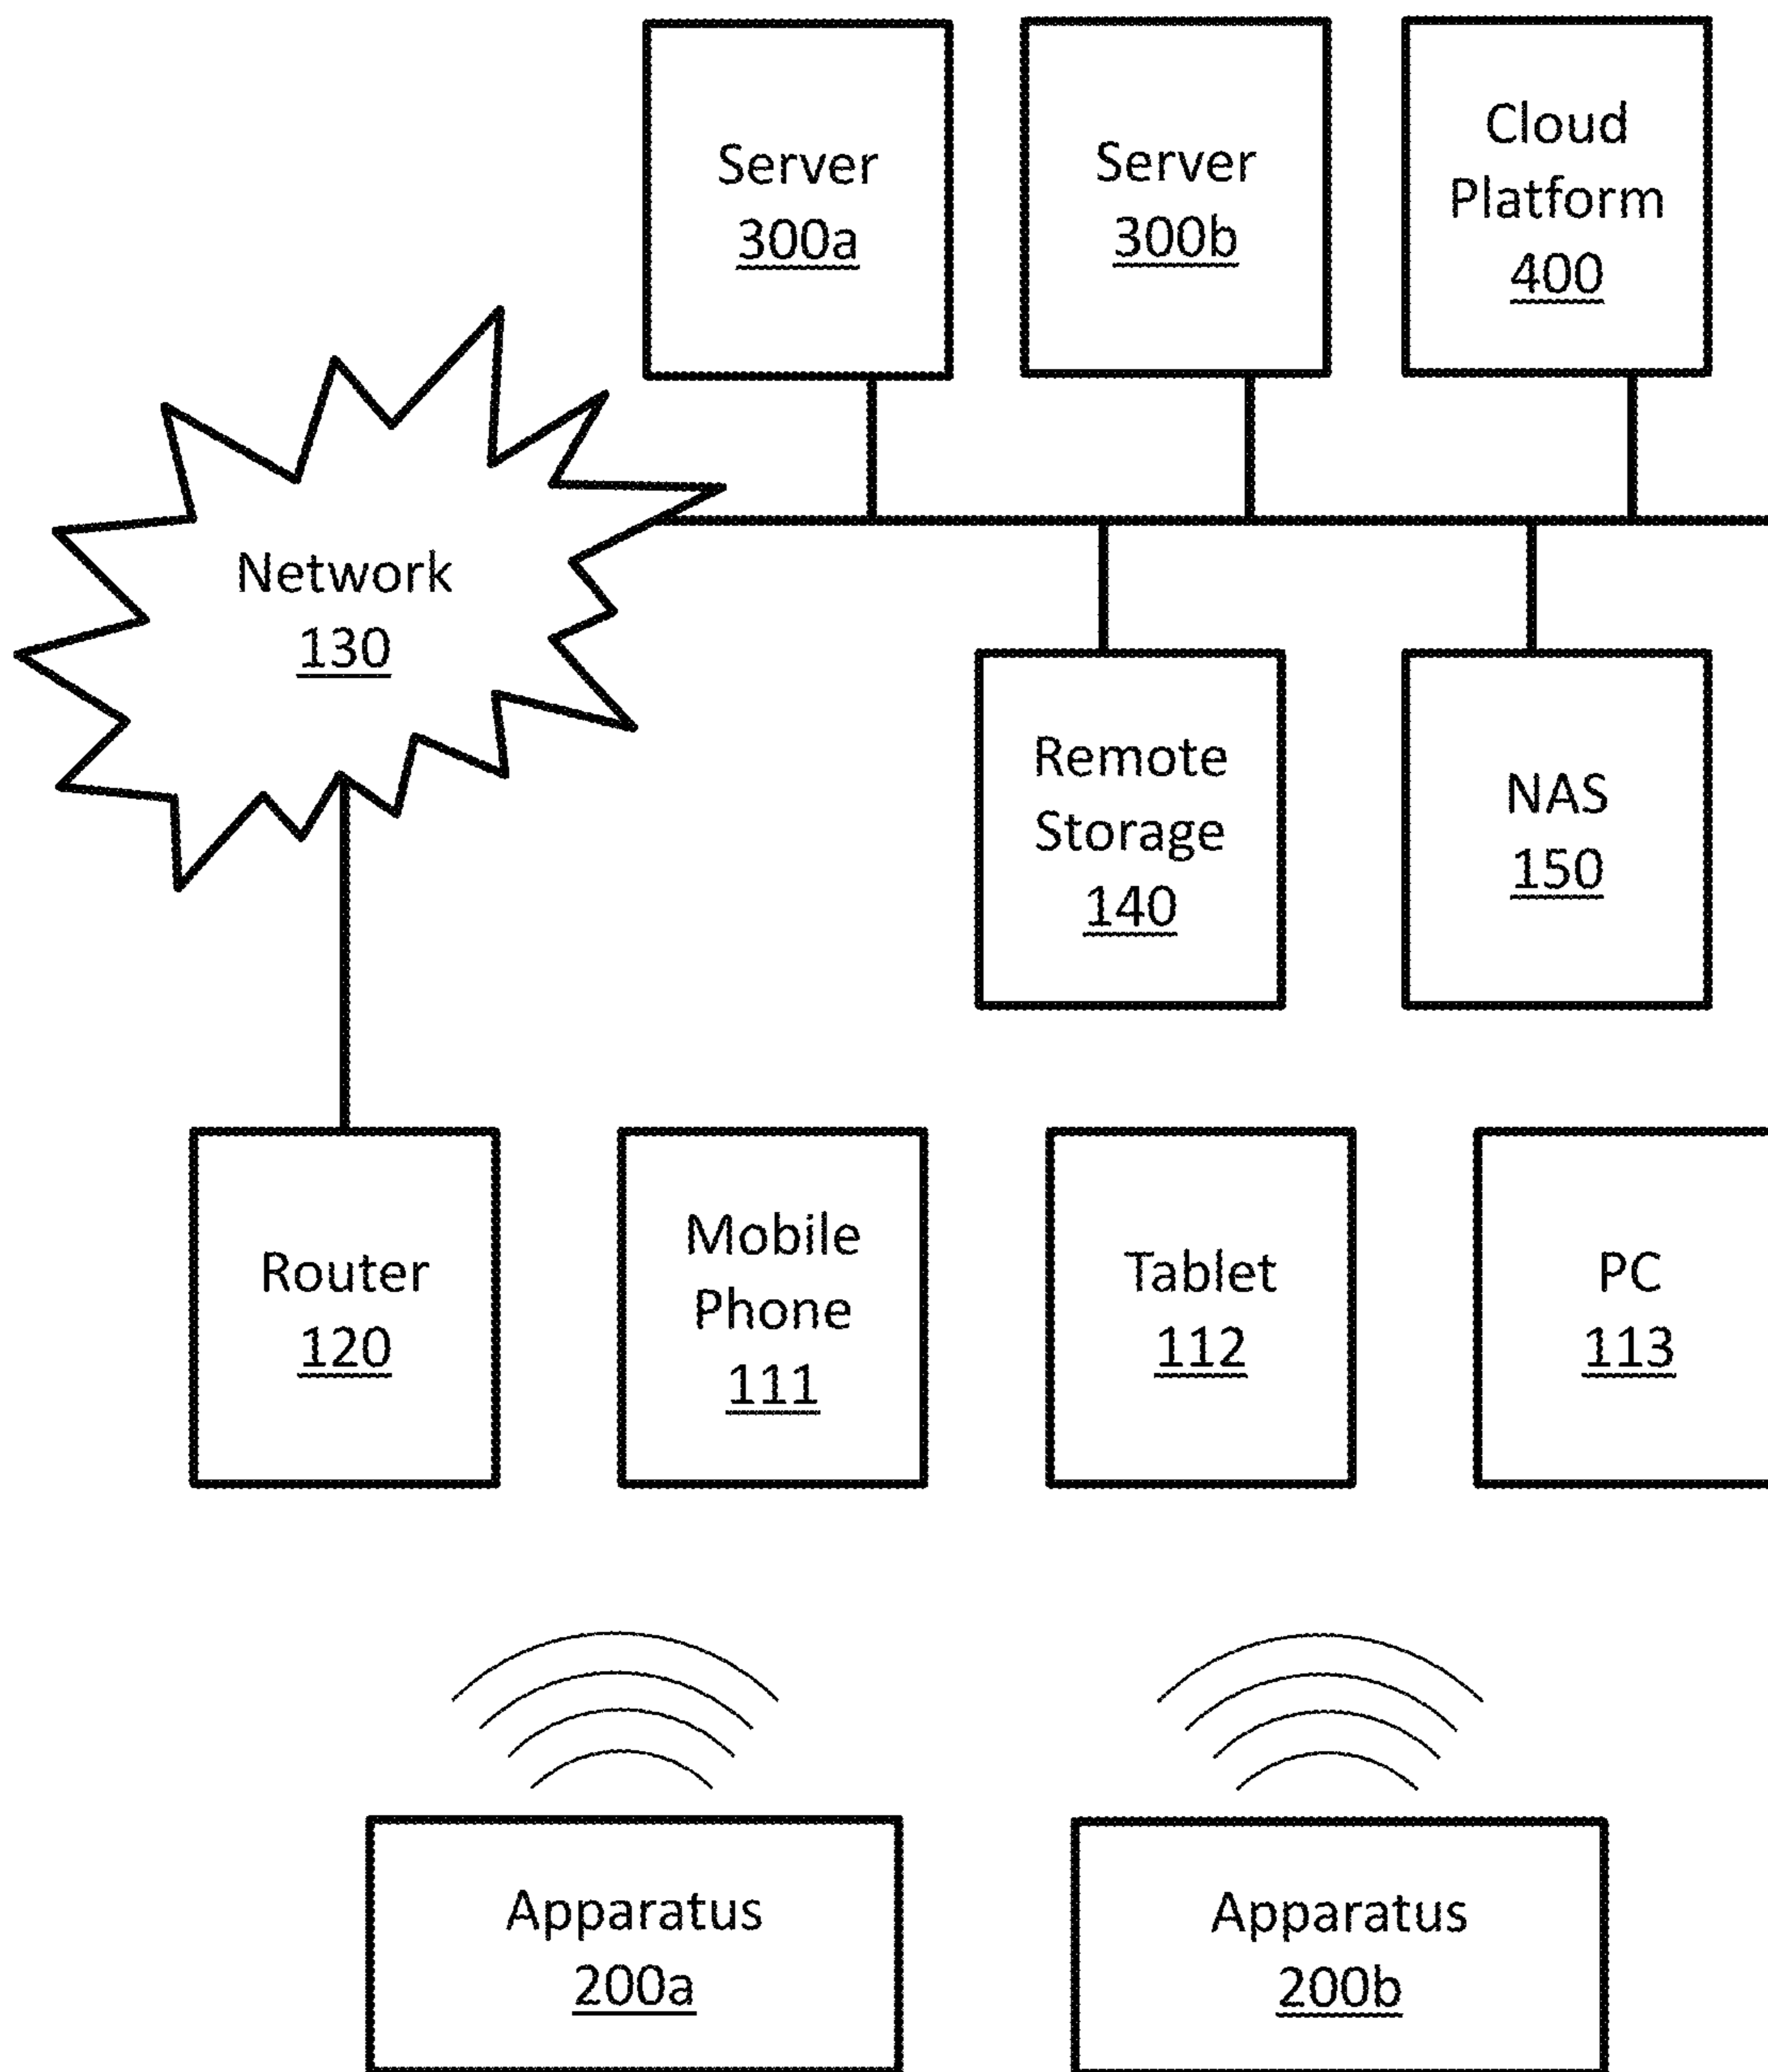 Server
300a
Server
300b
Cloud
Platform
400
Network
130
Remote
Storage
140
NAS
150
Router
120
Mobile
Phone
111
Tablet
112
PC
113
Apparatus
200a
Apparatus
200b